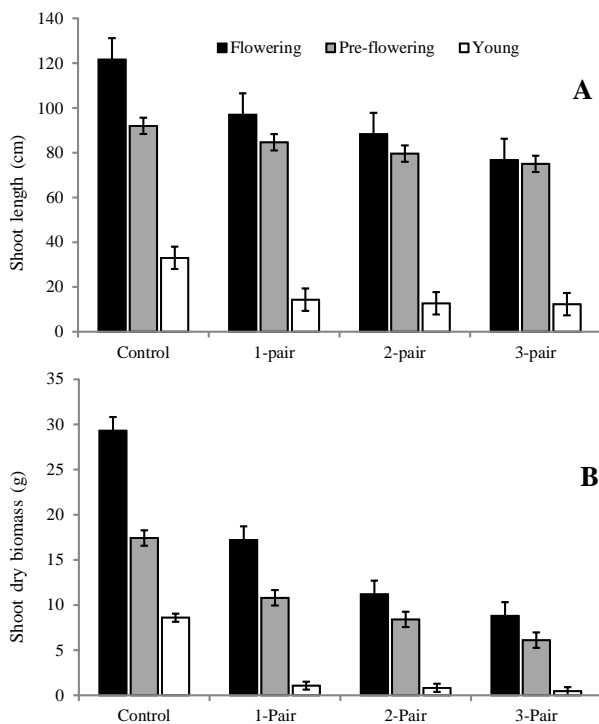 140
120
100
80
60
40
20
0
Shoot length (cm)
Flowering Pre-flowering Young
A
Control 1-pair 2-pair 3-pair
35
30
25
20
15
10
5
0
Shoot dry biomass (g)
B
Control 1-Pair 2-Pair 3-Pair